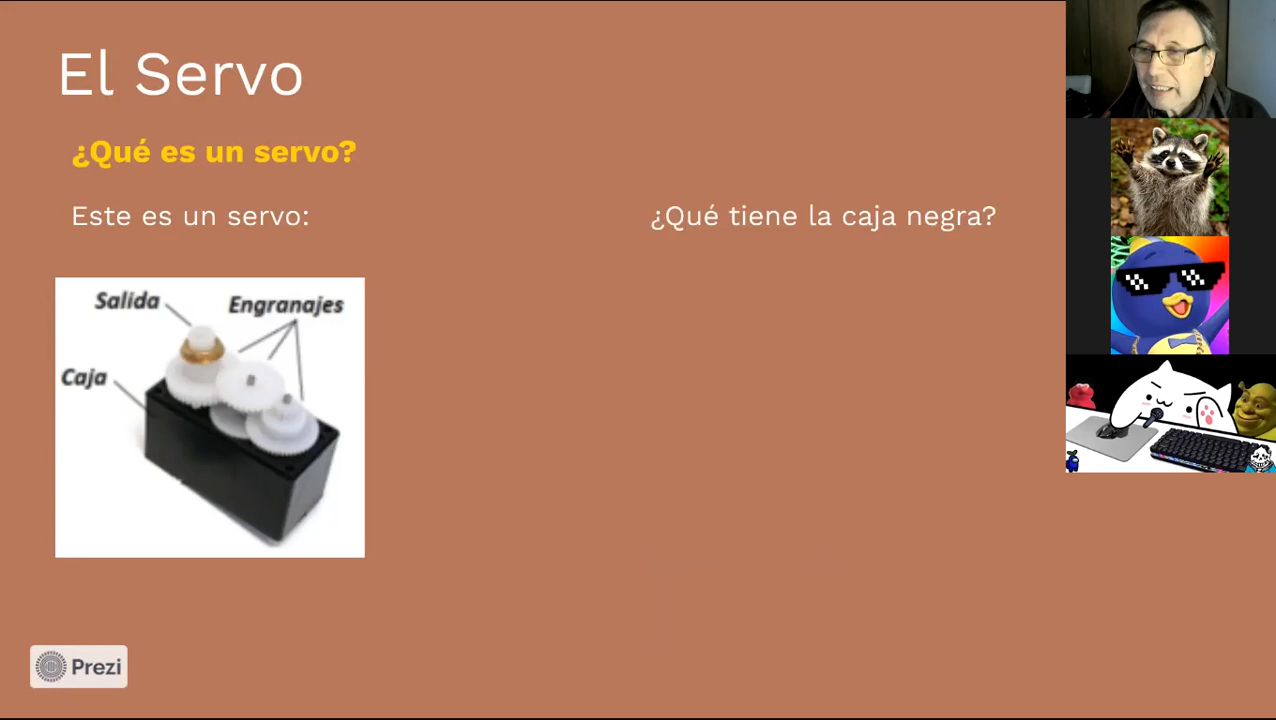 El Servo
¿Qué es un servo?
Este es un servo:
¿Qué tiene la caja negra?
Salida
Engranajes
Caja
Prezi